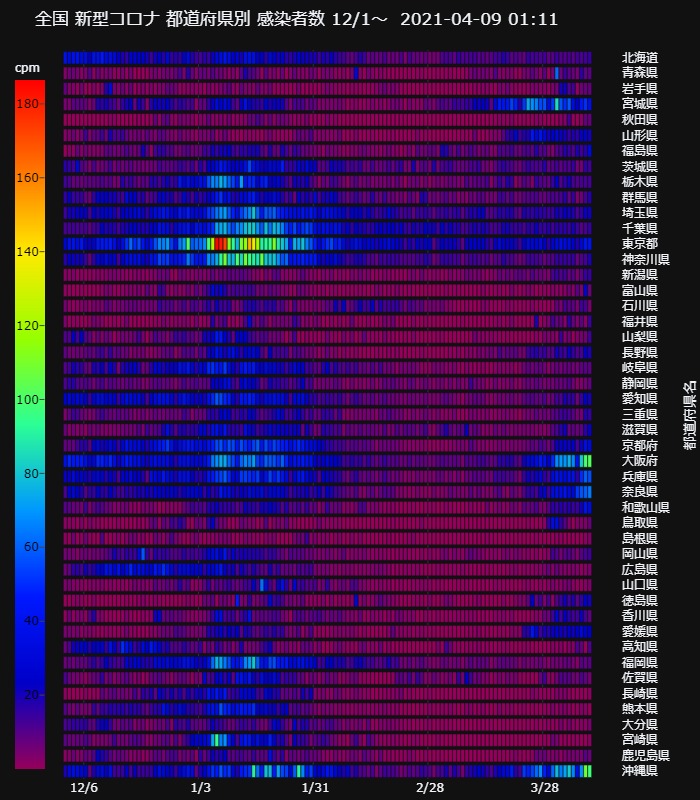 全国 新型コロナ 都道府県別 感染者数 12/1～ 2021-04-09 01:11
cpm
180
160
140
120
100
80
60
40
20
北海道
青森県
岩手県
宮城県
秋田県
山形県
福島県
茨城県
栃木県
群馬県
埼玉県
千葉県
東京都
神奈川県
新潟県
富山県
石川県
福井県
山梨県
長野県
岐阜県
静岡県
愛知県
三重県
滋賀県
京都府
大阪府
兵庫県
奈良県
和歌山県
鳥取県
島根県
岡山県
広島県
山口県
徳島県
香川県
愛媛県
高知県
福岡県
佐賀県
長崎県
熊本県
大分県
宮崎県
鹿児島県
沖縄県
都道府県名
12/6 1/3 1/31 2/28 3/28